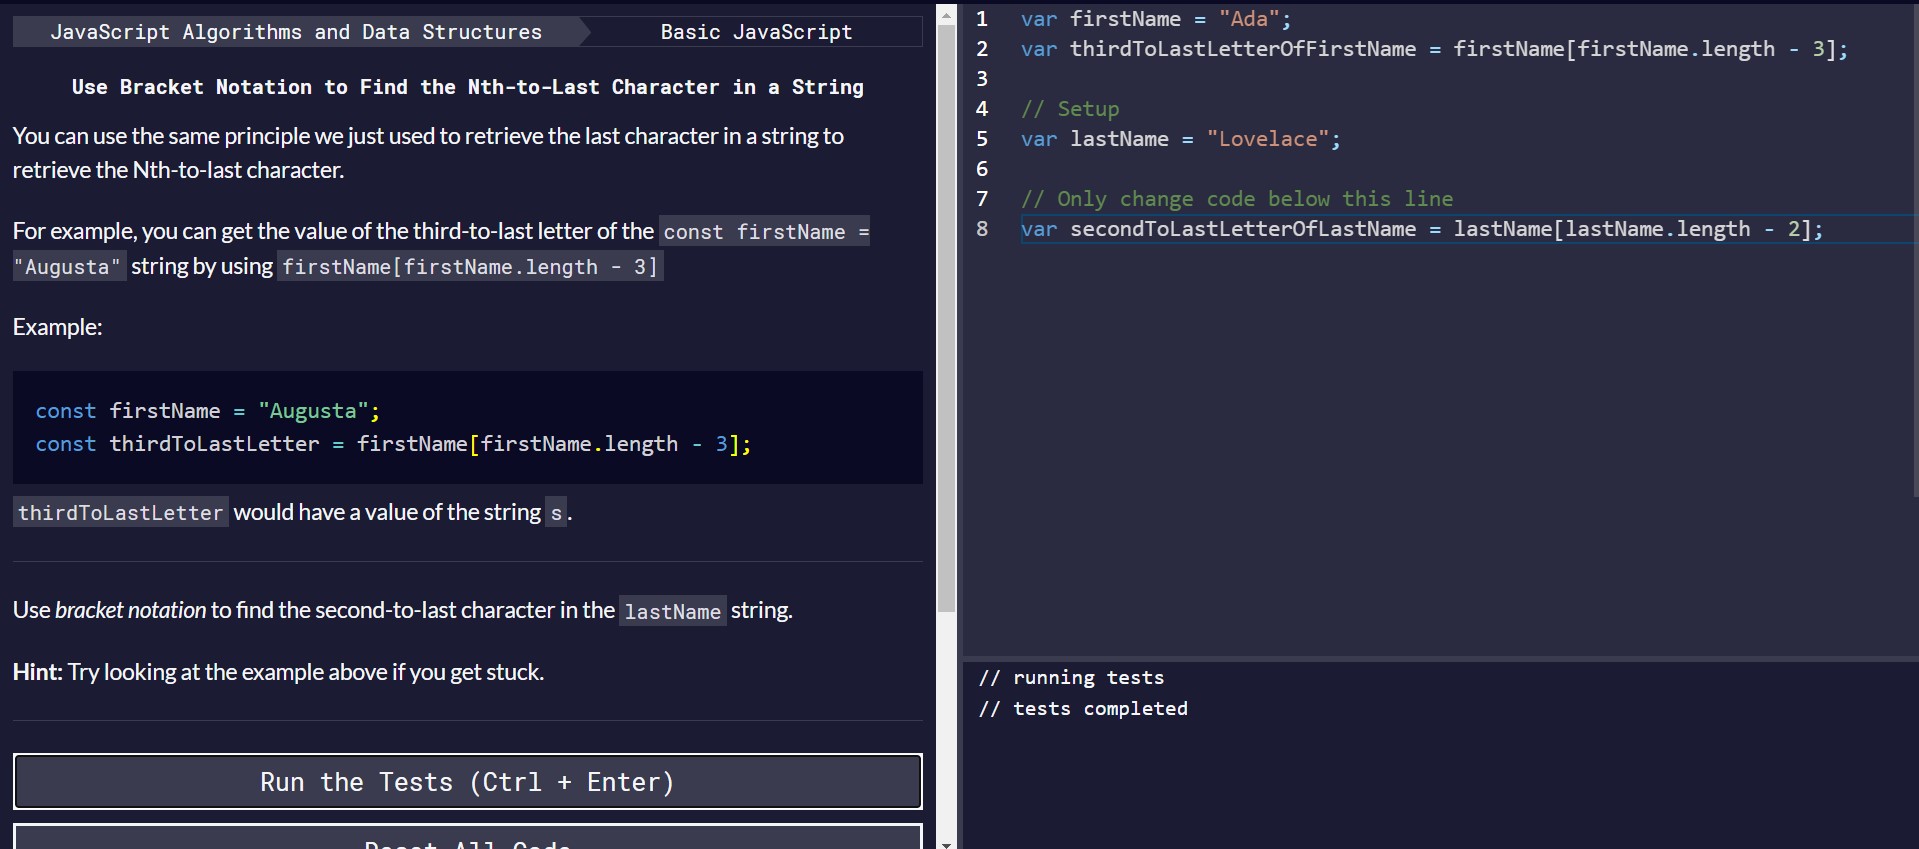 JavaScript Algorithms and Data Structures
Basic JavaScript
Use Bracket Notation to Find the Nth-to-Last Character in a String
You can use the same principle we just used to retrieve the last character in a string to
retrieve the Nth-to-last character.
For example, you can get the value of the third-to-last letter of the const firstName =
"Augusta" string by using firstName[firstName.length - 3]
Example:
const firstName = "Augusta";
const thirdToLastLetter = firstName[firstName.length - 3];
thirdToLastLetter would have a value of the string s.
Use bracket notation to find the second-to-last character in the lastName string.
Hint: Try looking at the example above if you get stuck.
Run the Tests (Ctrl + Enter)
Reset All Code
1 var firstName = "Ada";
2 var thirdToLastLetterOfFirstName = firstName[firstName.length - 3];
3
4 // Setup
5 var lastName = "Lovelace";
6
7 // Only change code below this line
8 var secondToLastLetterOfLastName = lastName[lastName.length - 2];
// running tests
// tests completed